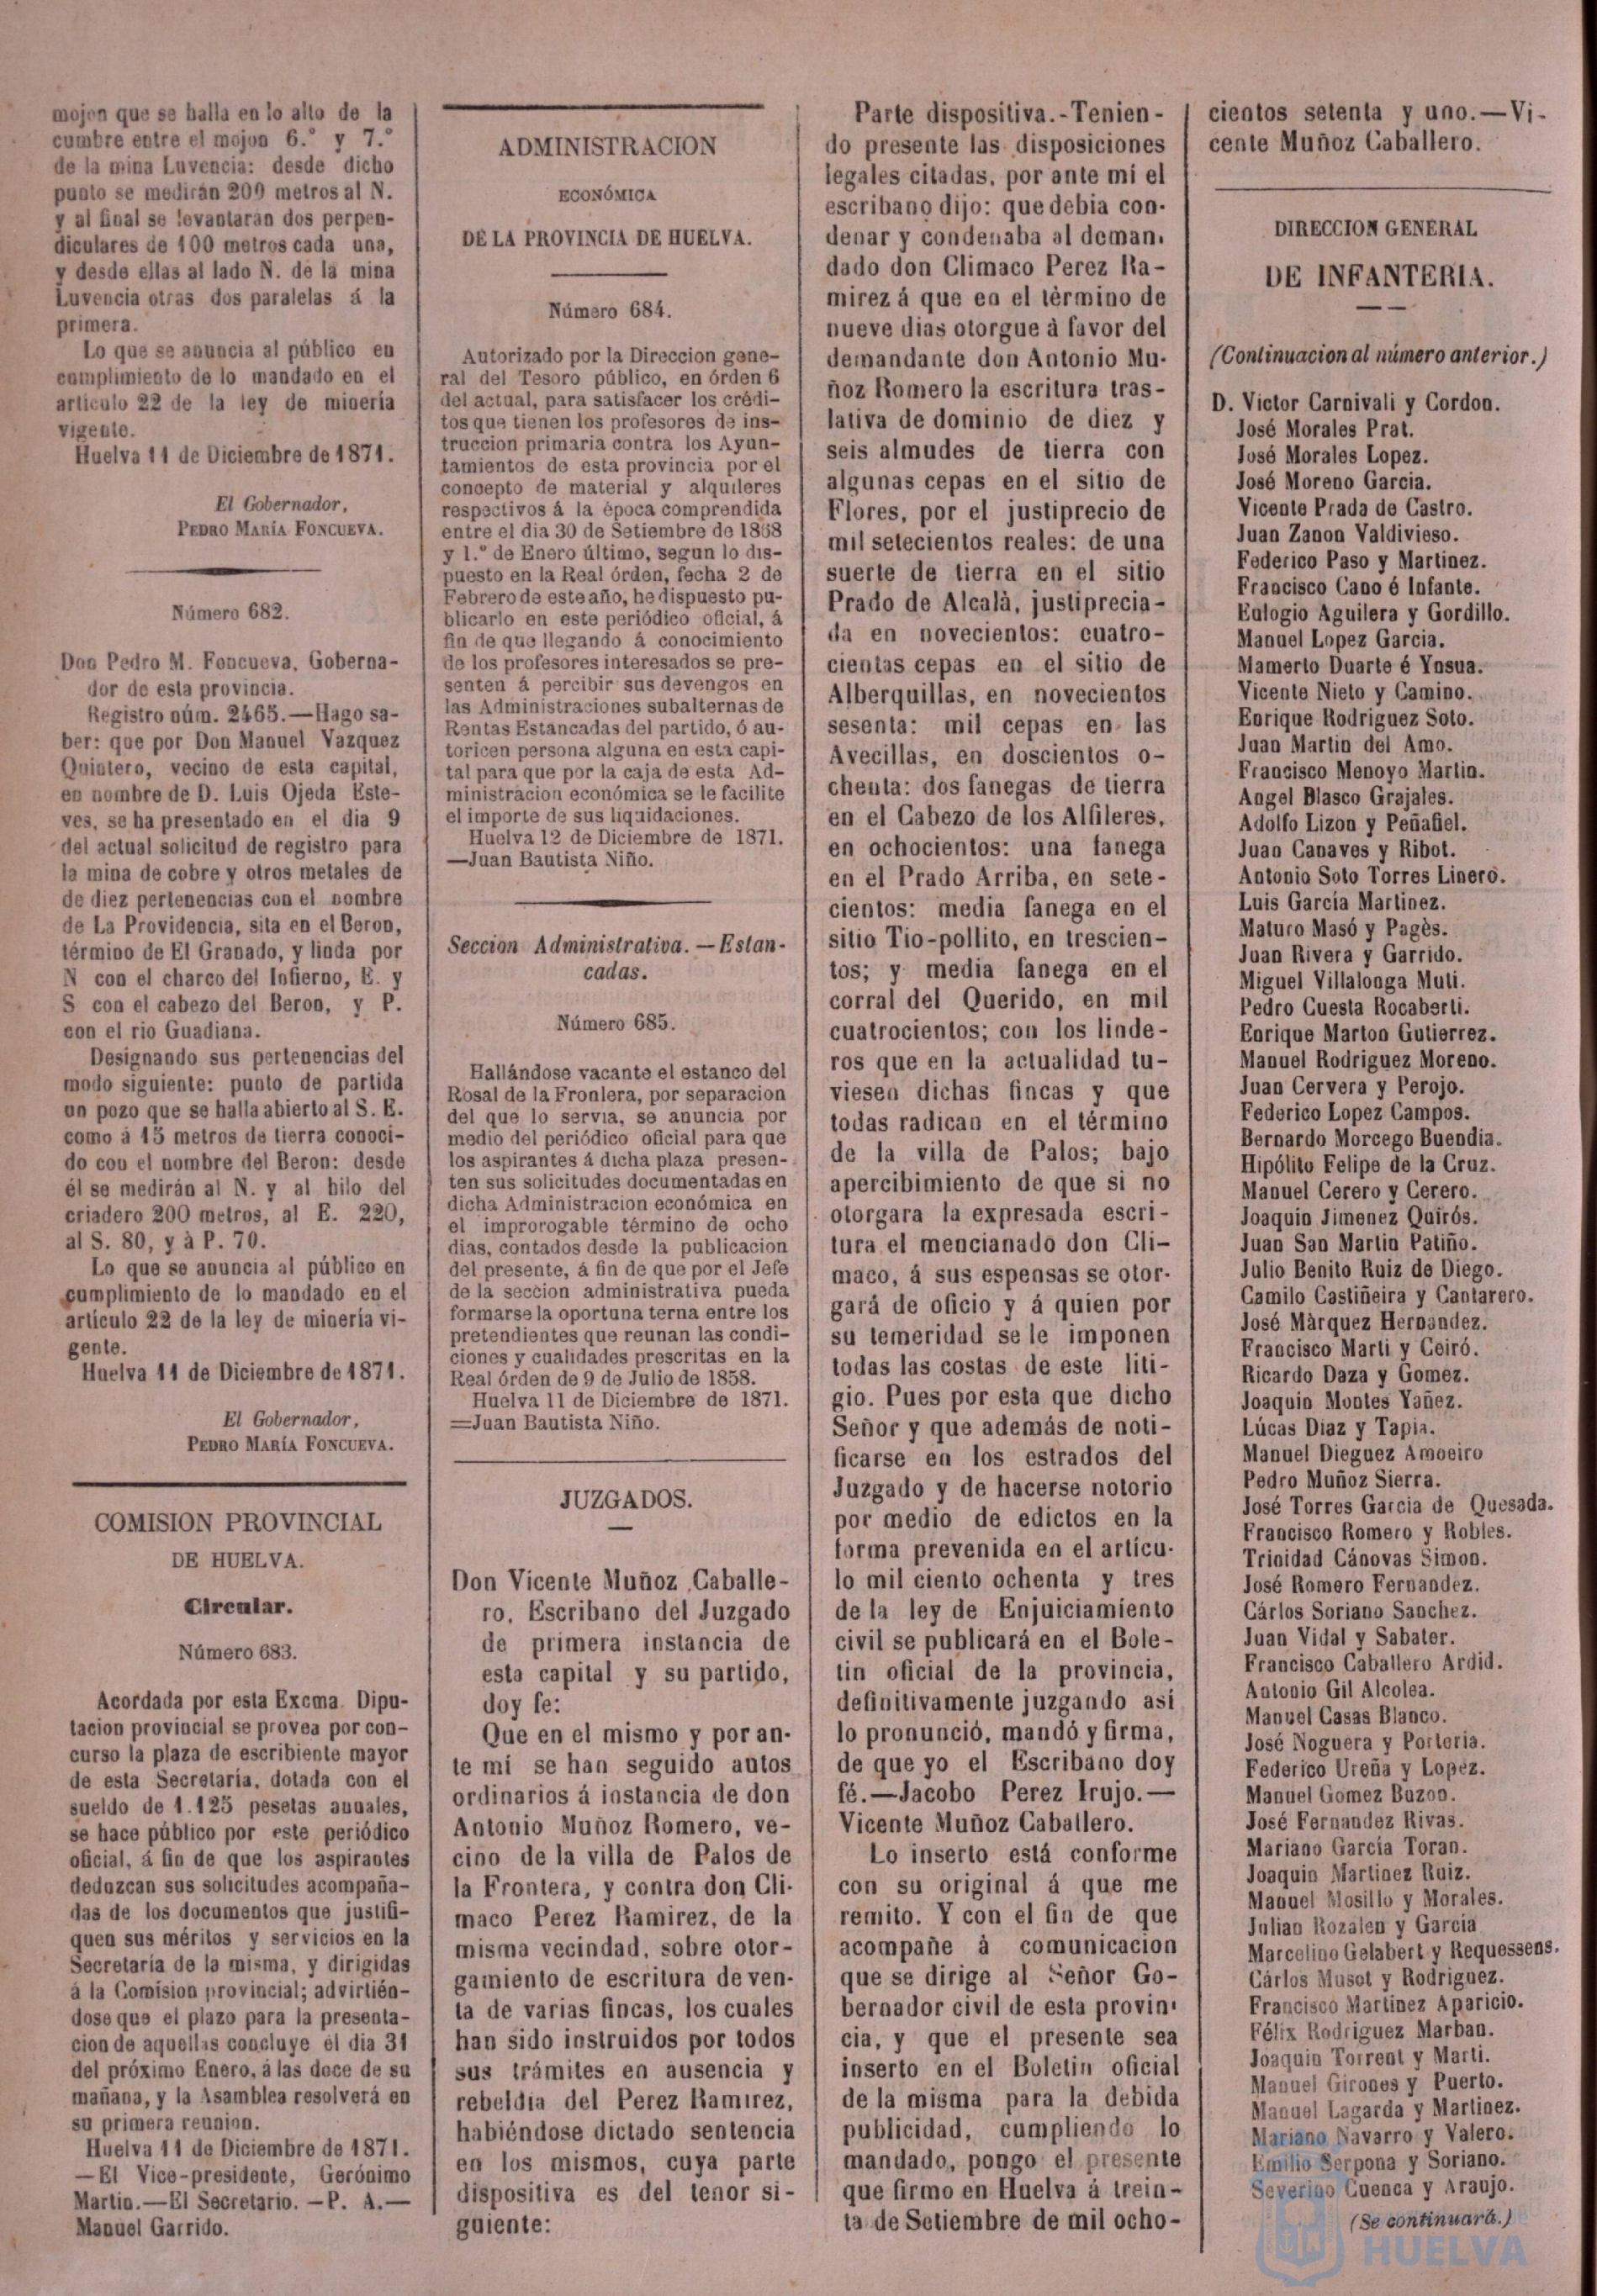 mojon que se halla en lo alto de la
cumbre entre el mojon 6.° y 7.°
de la mina Luvencia: desde dicho
punto se medirán 200 metros al N.
y al final se levantarán dos perpen-
diculares de 100 metros cada una,
y desde ellas al lado N. de la mina
Luvencia otras dos paralelas á la
primera.
Lo que se anuncia al público en
cumplimiento de lo mandado en el
artículo 22 de la ley de minería
vigente.
Huelva 11 de Diciembre de 1871.
El Gobernador,
PEDRO MARÍA FONCUEVA.
Número 682.
Don Pedro M. Foncueva, Goberna-
dor de esta provincia.
Registro núm. 2465.—Hago sa-
ber: que por Don Manuel Vazquez
Quintero, vecino de esta capital,
en nombre de D. Luis Ojeda Este-
ves, se ha presentado en el dia 9
del actual solicitud de registro para
la mina de cobre y otros metales de
de diez pertenencias con el nombre
de La Providencia, sita en el Beron,
término de El Granado, y linda por
N con el charco del Infierno, E. y
S con el cabezo del Beron, y P.
con el rio Guadiana.
Designando sus pertenencias del
modo siguiente: punto de partida
un pozo que se halla abierto al S. E.
como á 15 metros de tierra conoci-
do con el nombre del Beron: desde
él se medirán al N. y al hilo del
criadero 200 metros, al E. 220,
al S. 80, y à P. 70.
Lo que se anuncia al público en
cumplimiento de lo mandado en el
artículo 22 de la ley de minería vi-
gente.
Huelva 11 de Diciembre de 1871.
El Gobernador,
PEDRO MARÍA FONCUEVA.
COMISION PROVINCIAL
DE HUELVA.
Circular.
Número 683.
Acordada por esta Excma. Dipu-
tacion provincial se provea por con-
curso la plaza de escribiente mayor
de esta Secretaría, dotada con el
sueldo de 1.125 pesetas anuales,
se hace público por este periódico
oficial, á fin de que los aspirantes
deduzcan sus solicitudes acompaña-
das de los documentos que justifi-
quen sus méritos y servicios en la
Secretaría de la misma, y dirigidas
á la Comision provincial; advirtién-
dose que el plazo para la presenta-
cion de aquellas concluye el dia 31
del próximo Enero, á las doce de su
mañana, y la Asamblea resolverá en
su primera reunion.
Huelva 11 de Diciembre de 1871.
—El Vice-presidente, Gerónimo
Martin.—El Secretario.—P. A.—
Manuel Garrido.
ADMINISTRACION
ECONÓMICA
DE LA PROVINCIA DE HUELVA.
Número 684.
Autorizado por la Direccion gene-
ral del Tesoro público, en órden 6
del actual, para satisfacer los crédi-
tos que tienen los profesores de ins-
truccion primaria contra los Ayun-
tamientos de esta provincia por el
concepto de material y alquileres
respectivos á la época comprendida
entre el dia 30 de Setiembre de 1868
y 1.° de Enero último, segun lo dis-
puesto en la Real órden, fecha 2 de
Febrero de este año, he dispuesto pu-
blicarlo en este periódico oficial, á
fin de que llegando á conocimiento
de los profesores interesados se pre-
senten á percibir sus devengos en
las Administraciones subalternas de
Rentas Estancadas del partido, ó au-
toricen persona alguna en esta capi-
tal para que por la caja de esta Ad-
ministracion económica se le facilite
el importe de sus liquidaciones.
Huelva 12 de Diciembre de 1871.
—Juan Bautista Niño.
Seccion Administrativa. — Estan-
cadas.
Número 685.
Hallándose vacante el estanco del
Rosal de la Frontera, por separacion
del que lo servia, se anuncia por
medio del periódico oficial para que
los aspirantes á dicha plaza presen-
ten sus solicitudes documentadas en
dicha Administracion económica en
el improrogable término de ocho
dias, contados desde la publicacion
del presente, á fin de que por el Jefe
de la seccion administrativa pueda
formarse la oportuna terna entre los
pretendientes que reunan las condi-
ciones y cualidades prescritas en la
Real órden de 9 de Julio de 1858.
Huelva 11 de Diciembre de 1871.
=Juan Bautista Niño.
JUZGADOS.
Don Vicente Muñoz Caballe-
ro, Escribano del Juzgado
de primera instancia de
esta capital y su partido,
doy fe:
Que en el mismo y por an-
te mí se han seguido autos
ordinarios á instancia de don
Antonio Muñoz Romero, ve-
cino de la villa de Palos de
la Frontera, y contra don Cli-
maco Perez Ramirez, de la
misma vecindad, sobre otor-
gamiento de escritura de ven-
ta de varias fincas, los cuales
han sido instruidos por todos
sus trámites en ausencia y
rebeldía del Perez Ramirez,
habiéndose dictado sentencia
en los mismos, cuya parte
dispositiva es del tenor si-
guiente:
Parte dispositiva.-Tenien-
do presente las disposiciones
legales citadas, por ante mí el
escribano dijo: que debia con-
denar y condenaba al deman-
dado don Climaco Perez Ra-
mirez á que en el tèrmino de
nueve dias otorgue à favor del
demandante don Antonio Mu-
ñoz Romero la escritura tras-
lativa de dominio de diez y
seis almudes de tierra con
algunas cepas en el sitio de
Flores, por el justiprecio de
mil setecientos reales: de una
suerte de tierra en el sitio
Prado de Alcalà, justiprecia-
da en novecientos: cuatro-
cientas cepas en el sitio de
Alberquillas, en novecientos
sesenta: mil cepas en las
Avecillas, en doscientos o-
chenta: dos fanegas de tierra
en el Cabezo de los Alfileres,
en ochocientos: una fanega
en el Prado Arriba, en sete-
cientos: media fanega en el
sitio Tio-pollito, en trescien-
tos; y media fanega en el
corral del Querido, en mil
cuatrocientos; con los linde-
ros que en la actualidad tu-
viesen dichas fincas y que
todas radican en el término
de la villa de Palos; bajo
apercibimiento de que si no
otorgara la expresada escri-
tura el mencianado don Cli-
maco, á sus espensas se otor-
gará de oficio y á quien por
su temeridad se le imponen
todas las costas de este liti-
gio. Pues por esta que dicho
Señor y que además de noti-
ficarse en los estrados del
Juzgado y de hacerse notorio
por medio de edictos en la
forma prevenida en el artícu-
lo mil ciento ochenta y tres
de la ley de Enjuiciamiento
civil se publicará en el Bole-
tin oficial de la provincia,
definitivamente juzgando así
lo pronunció, mandó y firma,
de que yo el Escribano doy
fé.—Jacobo Perez Irujo.—
Vicente Muñoz Caballero.
Lo inserto está conforme
con su original á que me
remito. Y con el fin de que
acompañe à comunicacion
que se dirige al Señor Go-
bernador civil de esta provin-
cia, y que el presente sea
inserto en el Boletin oficial
de la misma para la debida
publicidad, cumpliendo lo
mandado, pongo el presente
que firmo en Huelva á trein-
ta de Setiembre de mil ocho-
cientos setenta y uno.—Vi-
cente Muñoz Caballero.
DIRECCION GENERAL
DE INFANTERIA.
(Continuacion al número anterior.)
D. Victor Carnivali y Cordon.
José Morales Prat.
José Morales Lopez.
José Moreno Garcia.
Vicente Prada de Castro.
Juan Zanon Valdivieso.
Federico Paso y Martinez.
Francisco Cano é Infante.
Eulogio Aguilera y Gordillo.
Manuel Lopez Garcia.
Mamerto Duarte é Ynsua.
Vicente Nieto y Camino.
Enrique Rodriguez Soto.
Juan Martin del Amo.
Francisco Menoyo Martin.
Angel Blasco Grajales.
Adolfo Lizon y Peñafiel.
Juan Canaves y Ribot.
Antonio Soto Torres Linerò.
Luis García Martinez.
Maturo Masó y Pagès.
Juan Rivera y Garrido.
Miguel Villalonga Muti.
Pedro Cuesta Rocaberti.
Enrique Marton Gutierrez.
Manuel Rodriguez Moreno.
Juan Cervera y Perojo.
Federico Lopez Campos.
Bernardo Morcego Buendia.
Hipólito Felipe de la Cruz.
Manuel Cerero y Cerero.
Joaquin Jimenez Quirós.
Juan San Martin Patiño.
Julio Benito Ruiz de Diego.
Camilo Castiñeira y Cantarero.
José Màrquez Hernandez.
Francisco Marti y Ceiró.
Ricardo Daza y Gomez.
Joaquin Montes Yañez.
Lúcas Diaz y Tapia.
Manuel Dieguez Amoeiro
Pedro Muñoz Sierra.
José Torres Garcia de Quesada.
Francisco Romero y Robles.
Trinidad Cánovas Simon.
José Romero Fernandez.
Cárlos Soriano Sanchez.
Juan Vidal y Sabater.
Francisco Caballero Ardid.
Antonio Gil Alcolea.
Manuel Casas Blanco.
José Noguera y Porteria.
Federico Ureña y Lopez.
Manuel Gomez Buzon.
José Fernandez Rivas.
Mariano García Toran.
Joaquin Martinez Ruiz.
Manuel Mosillo y Morales.
Julian Rozalen y García
Marcelino Gelabert y Requessens.
Cárlos Musot y Rodriguez.
Francisco Martinez Aparicio.
Félix Rodriguez Marban.
Joaquin Torrent y Marti.
Manuel Girones y Puerto.
Manuel Lagarda y Martinez.
Mariano Navarro y Valero.
Emilio Serpona y Soriano.
Severino Cuenca y Araujo.
(Se continuará.)
HUELVA